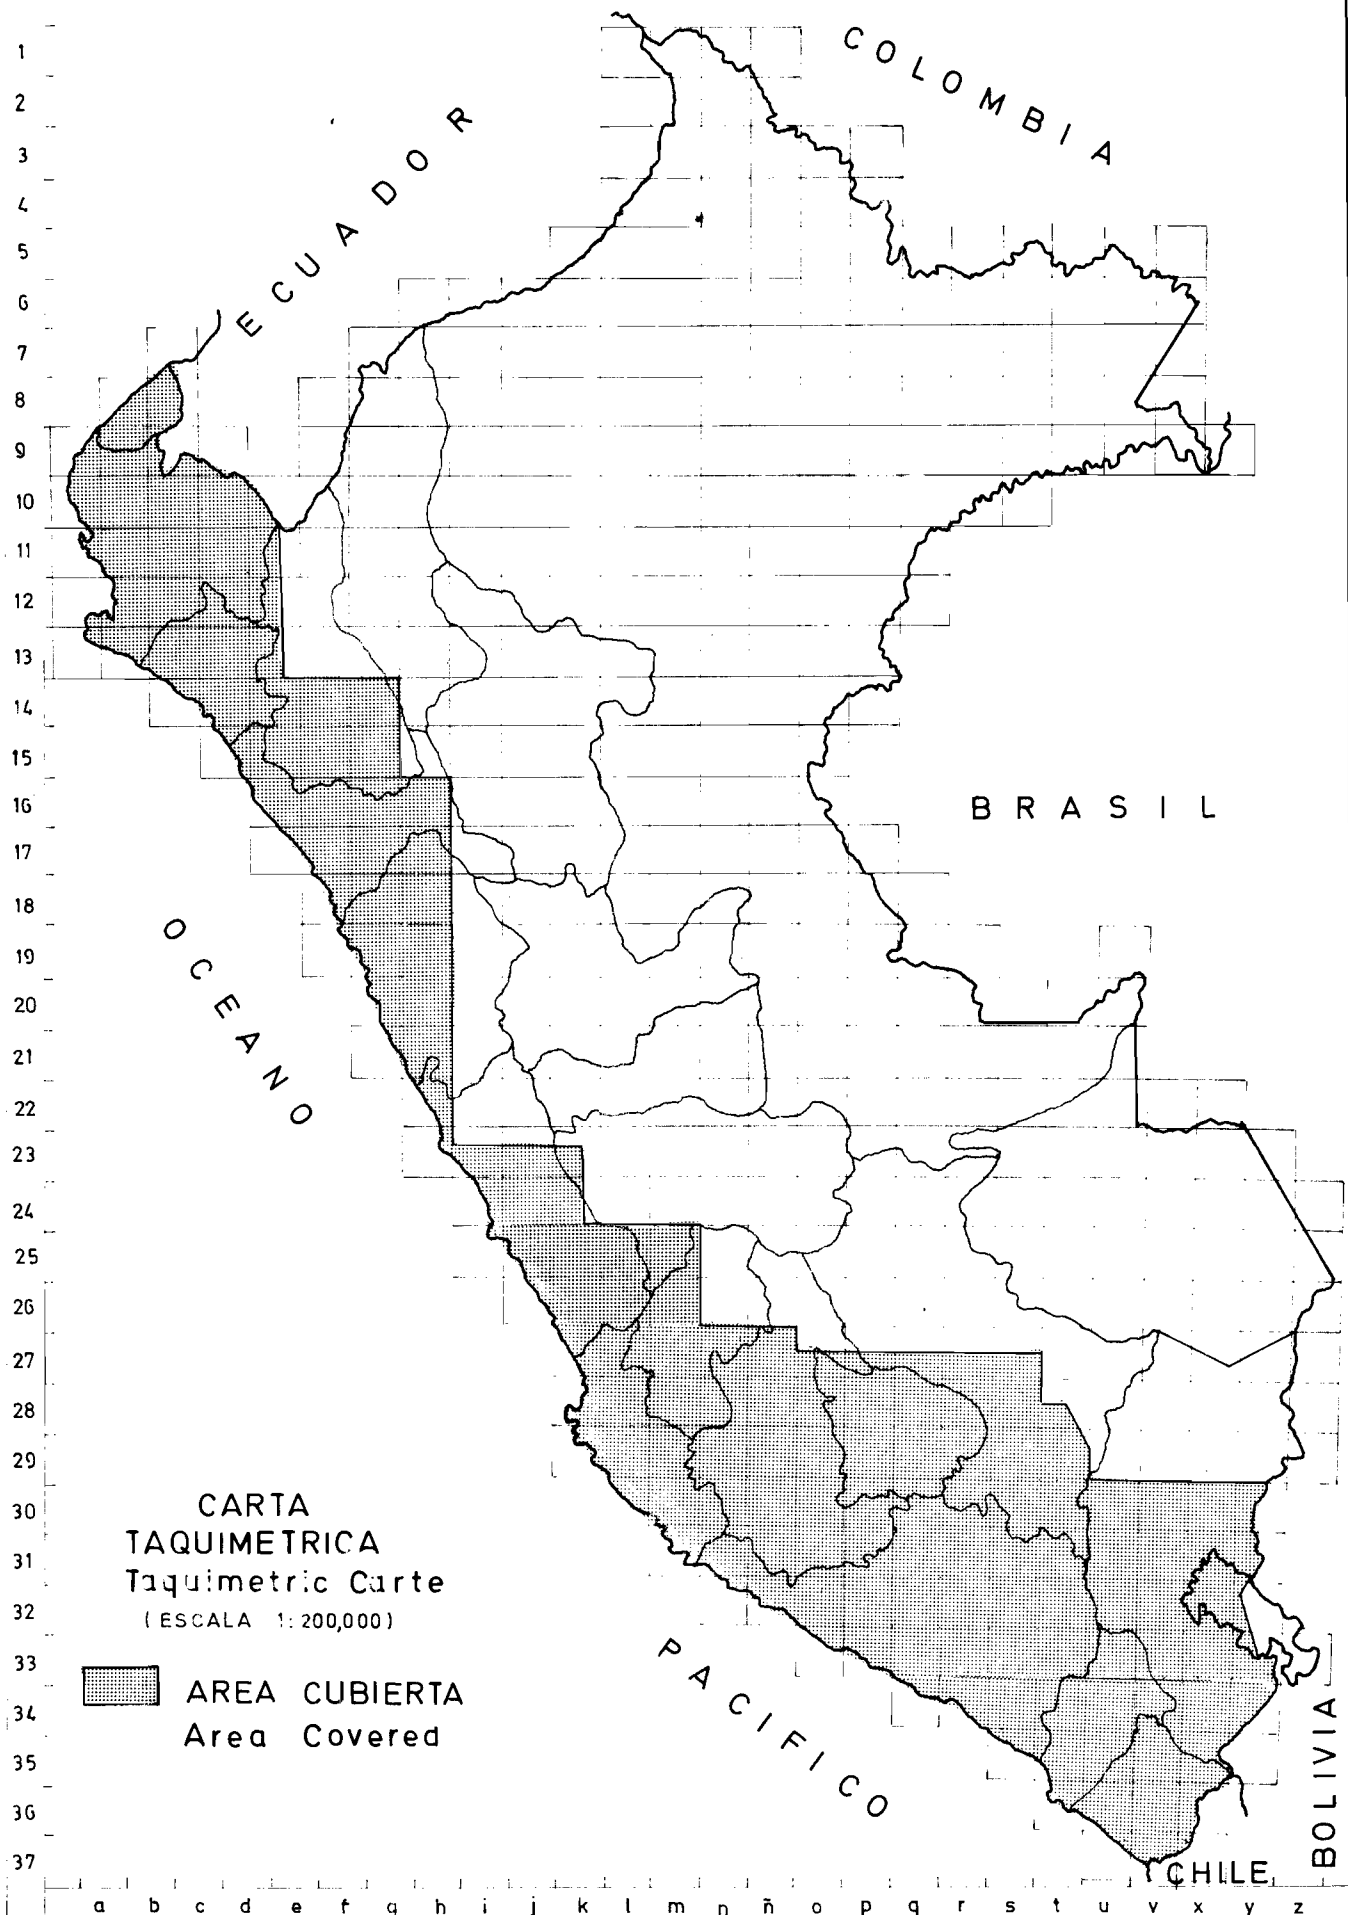 COLOMBIA
ECUADOR
BRASIL
OCEANO
PACIFICO
BOLIVIA
CHILE
CARTA
TAQUIMETRICA
Taquimetric Carte
(ESCALA 1:200,000)
AREA CUBIERTA
Area Covered
1
2
3
4
5
6
7
8
9
10
11
12
13
14
15
16
17
18
19
20
21
22
23
24
25
26
27
28
29
30
31
32
33
34
35
36
37
a b c d e f g h i j k l m n ñ o p q r s t u v x y z